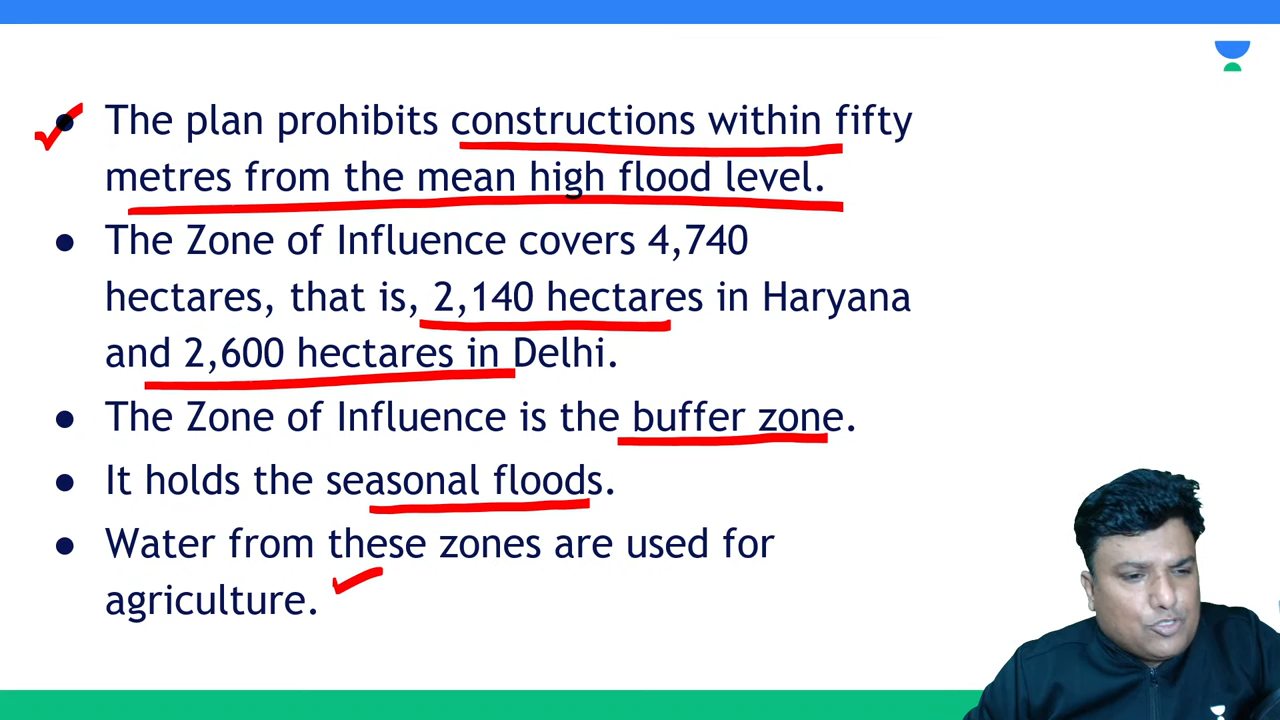 ● The plan prohibits constructions within fifty
metres from the mean high flood level.
● The Zone of Influence covers 4,740
hectares, that is, 2,140 hectares in Haryana
and 2,600 hectares in Delhi.
● The Zone of Influence is the buffer zone.
● It holds the seasonal floods.
● Water from these zones are used for
agriculture.